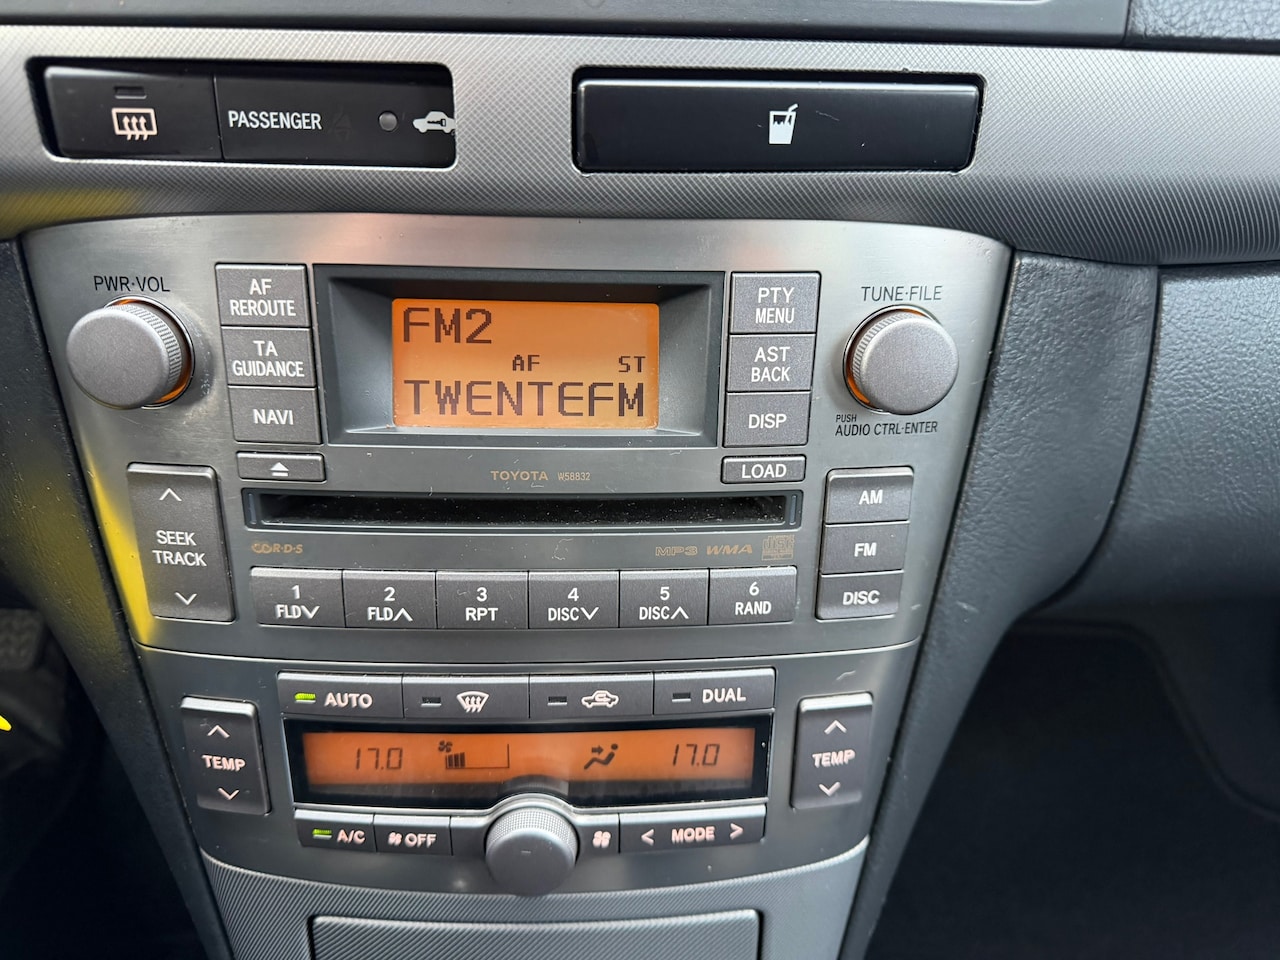 PASSENGER
PWR·VOL
AF REROUTE
TA GUIDANCE
NAVI
FM2
AF ST
TWENTEFM
PTY MENU
AST BACK
DISP
TUNE·FILE
PUSH
AUDIO CTRL·ENTER
TOYOTA W58832
LOAD
SEEK TRACK
R·D·S
MP3 WMA
AM
FM
DISC
1 FLD
2 FLD
3 RPT
4 DISC
5 DISC
6 RAND
AUTO
DUAL
TEMP
17.0
17.0
TEMP
A/C
OFF
< MODE >